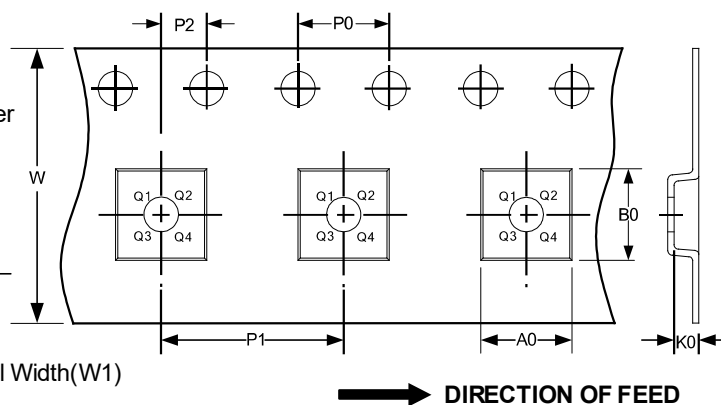 P2
P0
er
W
Q1 Q2
Q3 Q4
Q1 Q2
Q3 Q4
Q1 Q2
Q3 Q4
B0
P1
A0
K0
l Width(W1)
DIRECTION OF FEED